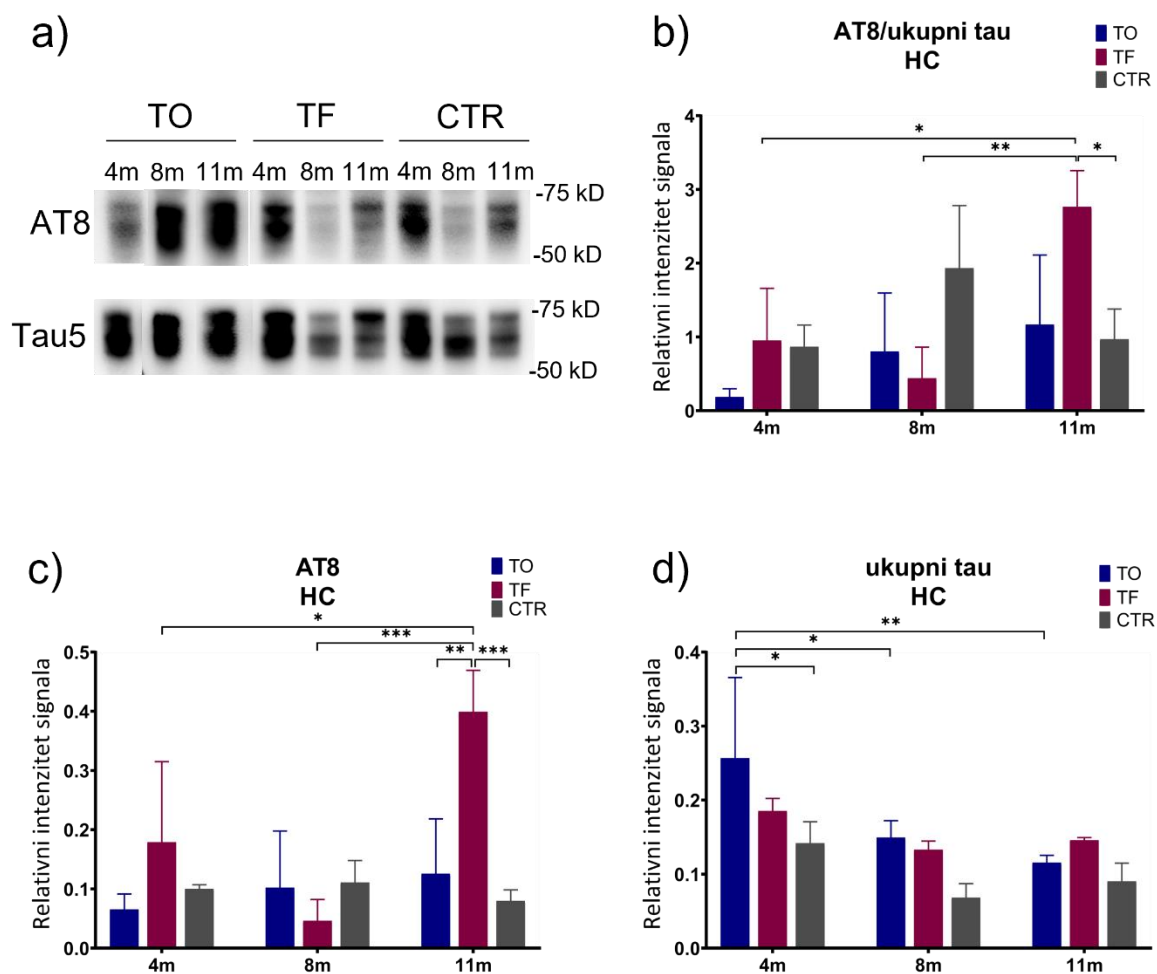 a)
TO TF CTR
4m 8m 11m 4m 8m 11m 4m 8m 11m
AT8
-75 kD
-50 kD
Tau5
-75 kD
-50 kD
b)
AT8/ukupni tau
HC
TO
TF
CTR
Relativni intenzitet signala
4
3
2
1
0
*
**
*
4m 8m 11m
c)
AT8
HC
TO
TF
CTR
Relativni intenzitet signala
0.5
0.4
0.3
0.2
0.1
0.0
*
***
** ***
4m 8m 11m
d)
ukupni tau
HC
TO
TF
CTR
Relativni intenzitet signala
0.4
0.3
0.2
0.1
0.0
**
*
*
4m 8m 11m